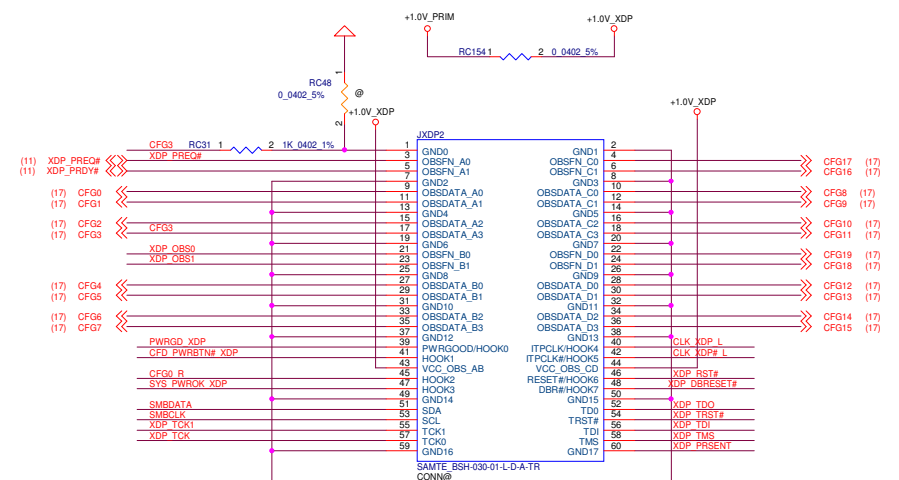 +1.0V_PRIM +1.0V_XDP
RC154 1 2 0_0402_5%
1
RC48 @
0_0402_5%
2
+1.0V_XDP +1.0V_XDP
JXDP2
CFG3 RC31 1 2 1K_0402_1% 1 GND0 GND1 2
(11) XDP_PREQ# XDP_PREQ# 3 OBSFN_A0 OBSFN_C0 4 CFG17 (17)
(11) XDP_PRDY# 5 OBSFN_A1 OBSFN_C1 6 CFG16 (17)
7 GND2 GND3 8
(17) CFG0 9 OBSDATA_A0 OBSDATA_C0 10 CFG8 (17)
(17) CFG1 11 OBSDATA_A1 OBSDATA_C1 12 CFG9 (17)
13 GND4 GND5 14
(17) CFG2 15 OBSDATA_A2 OBSDATA_C2 16 CFG10 (17)
(17) CFG3 CFG3 17 OBSDATA_A3 OBSDATA_C3 18 CFG11 (17)
19 GND6 GND7 20
XDP_OBS0 21 OBSFN_B0 OBSFN_D0 22 CFG19 (17)
XDP_OBS1 23 OBSFN_B1 OBSFN_D1 24 CFG18 (17)
25 GND8 GND9 26
(17) CFG4 27 OBSDATA_B0 OBSDATA_D0 28 CFG12 (17)
(17) CFG5 29 OBSDATA_B1 OBSDATA_D1 30 CFG13 (17)
31 GND10 GND11 32
(17) CFG6 33 OBSDATA_B2 OBSDATA_D2 34 CFG14 (17)
(17) CFG7 35 OBSDATA_B3 OBSDATA_D3 36 CFG15 (17)
37 GND12 GND13 38
PWRGD_XDP 39 PWRGOOD/HOOK0 ITPCLK/HOOK4 40 CLK_XDP_L
CFD_PWRBTN#_XDP 41 HOOK1 ITPCLK#/HOOK5 42 CLK_XDP#_L
43 VCC_OBS_AB VCC_OBS_CD 44
CFG0_R 45 HOOK2 RESET#/HOOK6 46 XDP_RST#
SYS_PWROK_XDP 47 HOOK3 DBR#/HOOK7 48 XDP_DBRESET#
49 GND14 GND15 50
SMBDATA 51 SDA TD0 52 XDP_TDO
SMBCLK 53 SCL TRST# 54 XDP_TRST#
XDP_TCK1 55 TCK1 TDI 56 XDP_TDI
XDP_TCK 57 TCK0 TMS 58 XDP_TMS
59 GND16 GND17 60 XDP_PRSENT
SAMTE_BSH-030-01-L-D-A-TR
CONN@